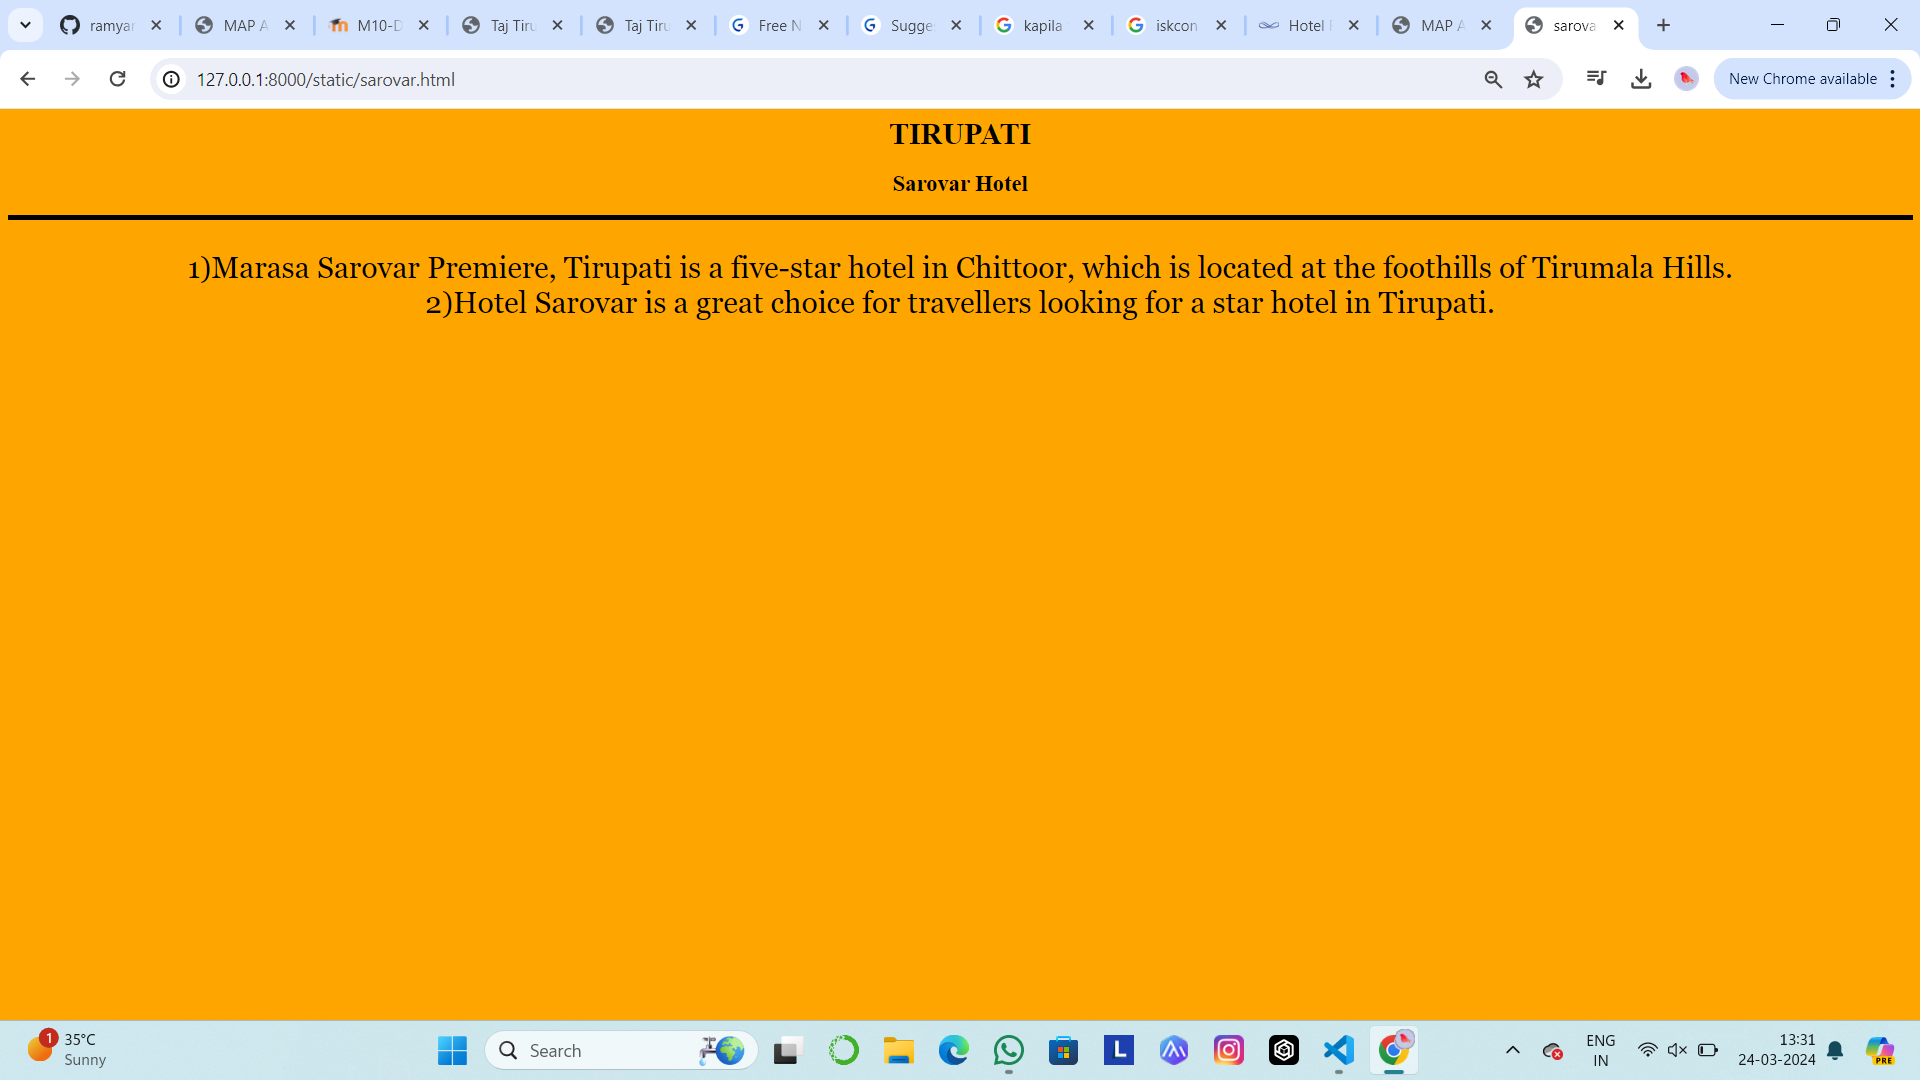 ramyar
MAP A
M10-D
Taj Tiru
Taj Tiru
Free N
Sugge
kapila
iskcon
Hotel
MAP A
sarova
127.0.0.1:8000/static/sarovar.html
New Chrome available
TIRUPATI
Sarovar Hotel
1)Marasa Sarovar Premiere, Tirupati is a five-star hotel in Chittoor, which is located at the foothills of Tirumala Hills.
2)Hotel Sarovar is a great choice for travellers looking for a star hotel in Tirupati.
1
35°C
Sunny
Search
L
ENG
IN
13:31
24-03-2024
PRE